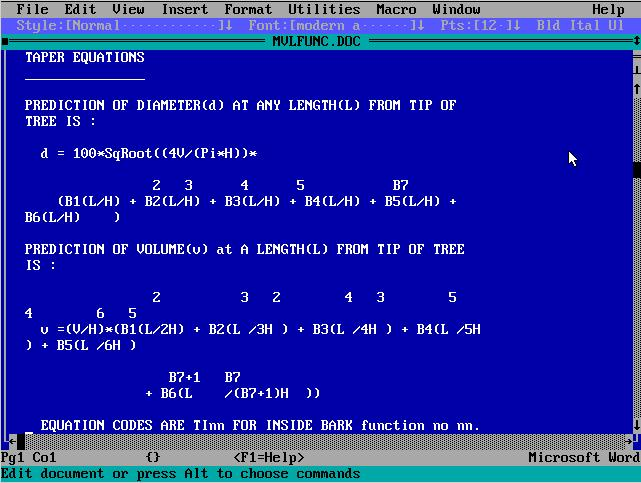 File Edit View Insert Format Utilities Macro Window Help
Style:[Normal············]↓ Font:[modern a······]↓ Pts:[12·]↓ Bld Ital Ul
MVLFUNC.DOC
TAPER EQUATIONS
_______________
PREDICTION OF DIAMETER(d) AT ANY LENGTH(L) FROM TIP OF
TREE IS :
d = 100*SqRoot((4V/(Pi*H))*
2 3 4 5 B7
(B1(L/H) + B2(L/H) + B3(L/H) + B4(L/H) + B5(L/H) +
B6(L/H) )
PREDICTION OF VOLUME(v) at A LENGTH(L) FROM TIP OF TREE
IS :
2 3 2 4 3 5
4 6 5
v =(V/H)*(B1(L/2H) + B2(L /3H ) + B3(L /4H ) + B4(L /5H
) + B5(L /6H )
B7+1 B7
+ B6(L /(B7+1)H ))
EQUATION CODES ARE TInn FOR INSIDE BARK function no nn.
Pg1 Co1 {} <F1=Help> Microsoft Word
Edit document or press Alt to choose commands